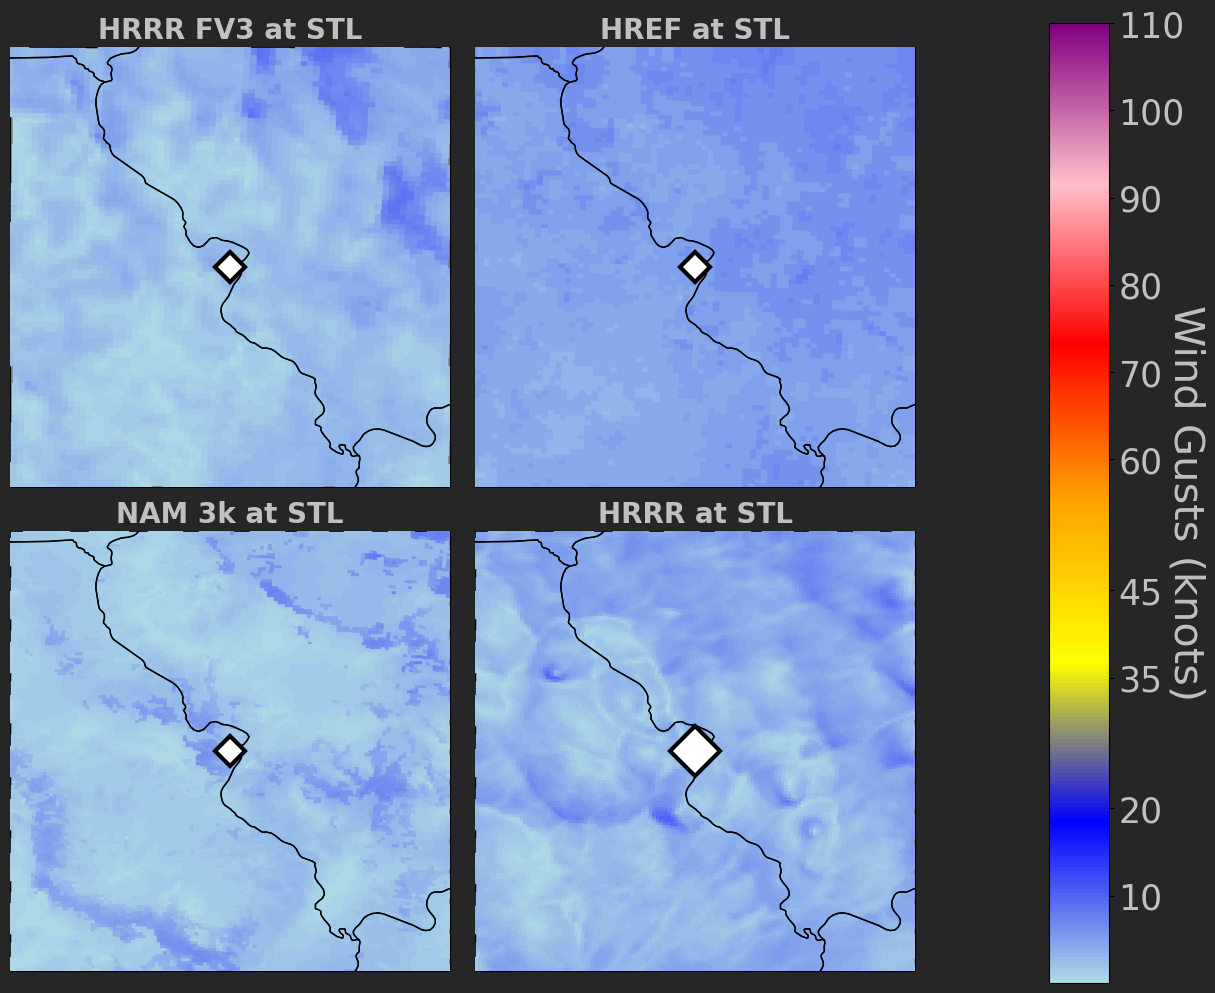 HRRR FV3 at STL
HREF at STL
NAM 3k at STL
HRRR at STL
110
100
90
80
70
60
45
35
20
10
Wind Gusts (knots)